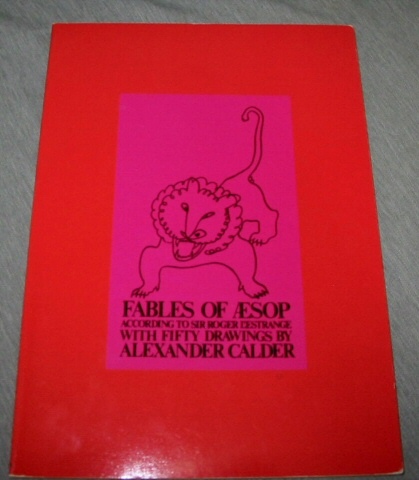 FABLES OF ÆSOP
ACCORDING TO SIR ROGER L'ESTRANGE
WITH FIFTY DRAWINGS BY
ALEXANDER CALDER